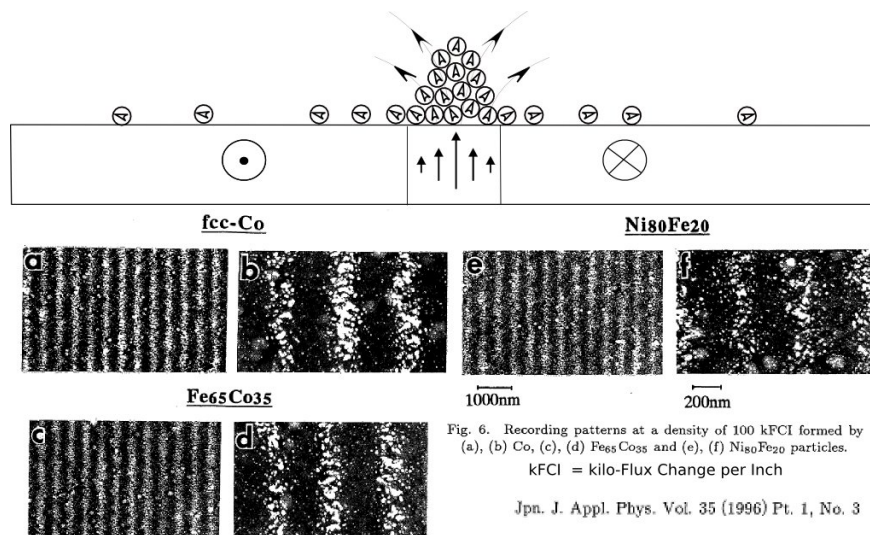 fcc-Co
Ni80Fe20
a
b
e
f
1000nm
200nm
Fe65Co35
c
d
Fig. 6. Recording patterns at a density of 100 kFCI formed by
(a), (b) Co, (c), (d) Fe65Co35 and (e), (f) Ni80Fe20 particles.
kFCI = kilo-Flux Change per Inch
Jpn. J. Appl. Phys. Vol. 35 (1996) Pt. 1, No. 3